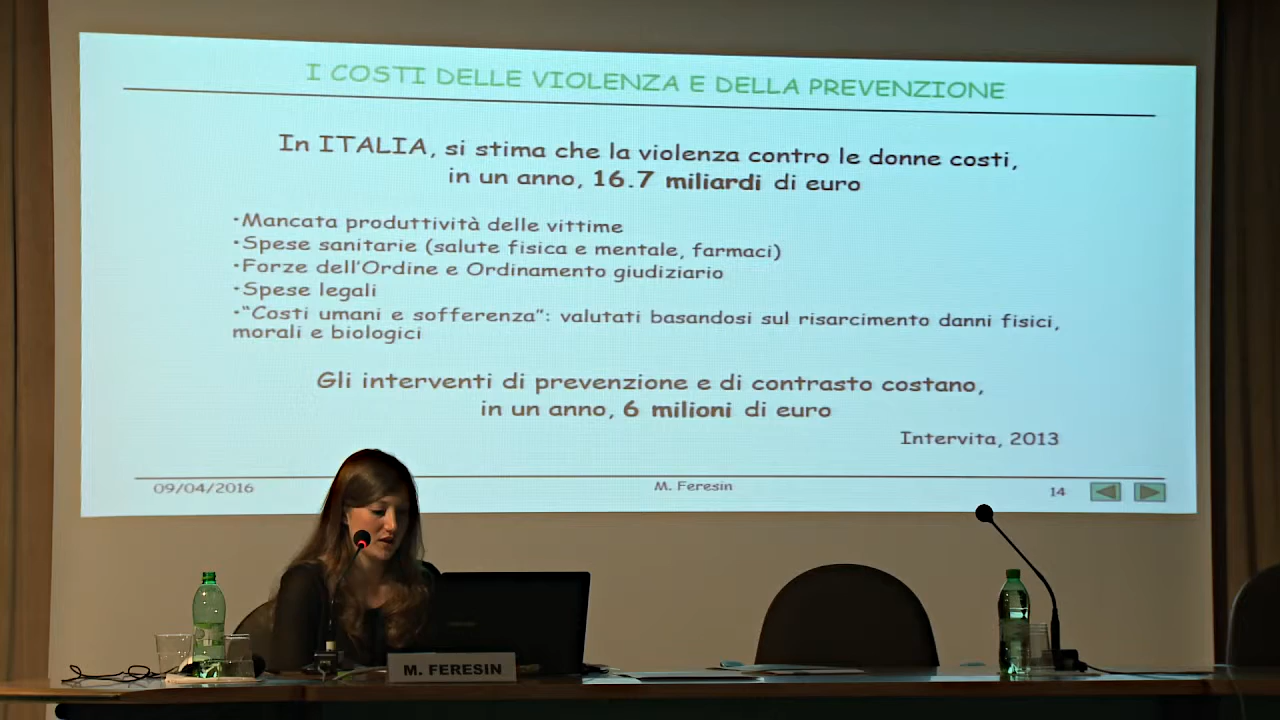 I COSTI DELLE VIOLENZA E DELLA PREVENZIONE
In ITALIA, si stima che la violenza contro le donne costi,
in un anno, 16.7 miliardi di euro
•Mancata produttività delle vittime
•Spese sanitarie (salute fisica e mentale, farmaci)
•Forze dell'Ordine e Ordinamento giudiziario
•Spese legali
•"Costi umani e sofferenza": valutati basandosi sul risarcimento danni fisici,
morali e biologici
Gli interventi di prevenzione e di contrasto costano,
in un anno, 6 milioni di euro
Intervita, 2013
09/04/2016 M. Feresin 14
M. FERESIN